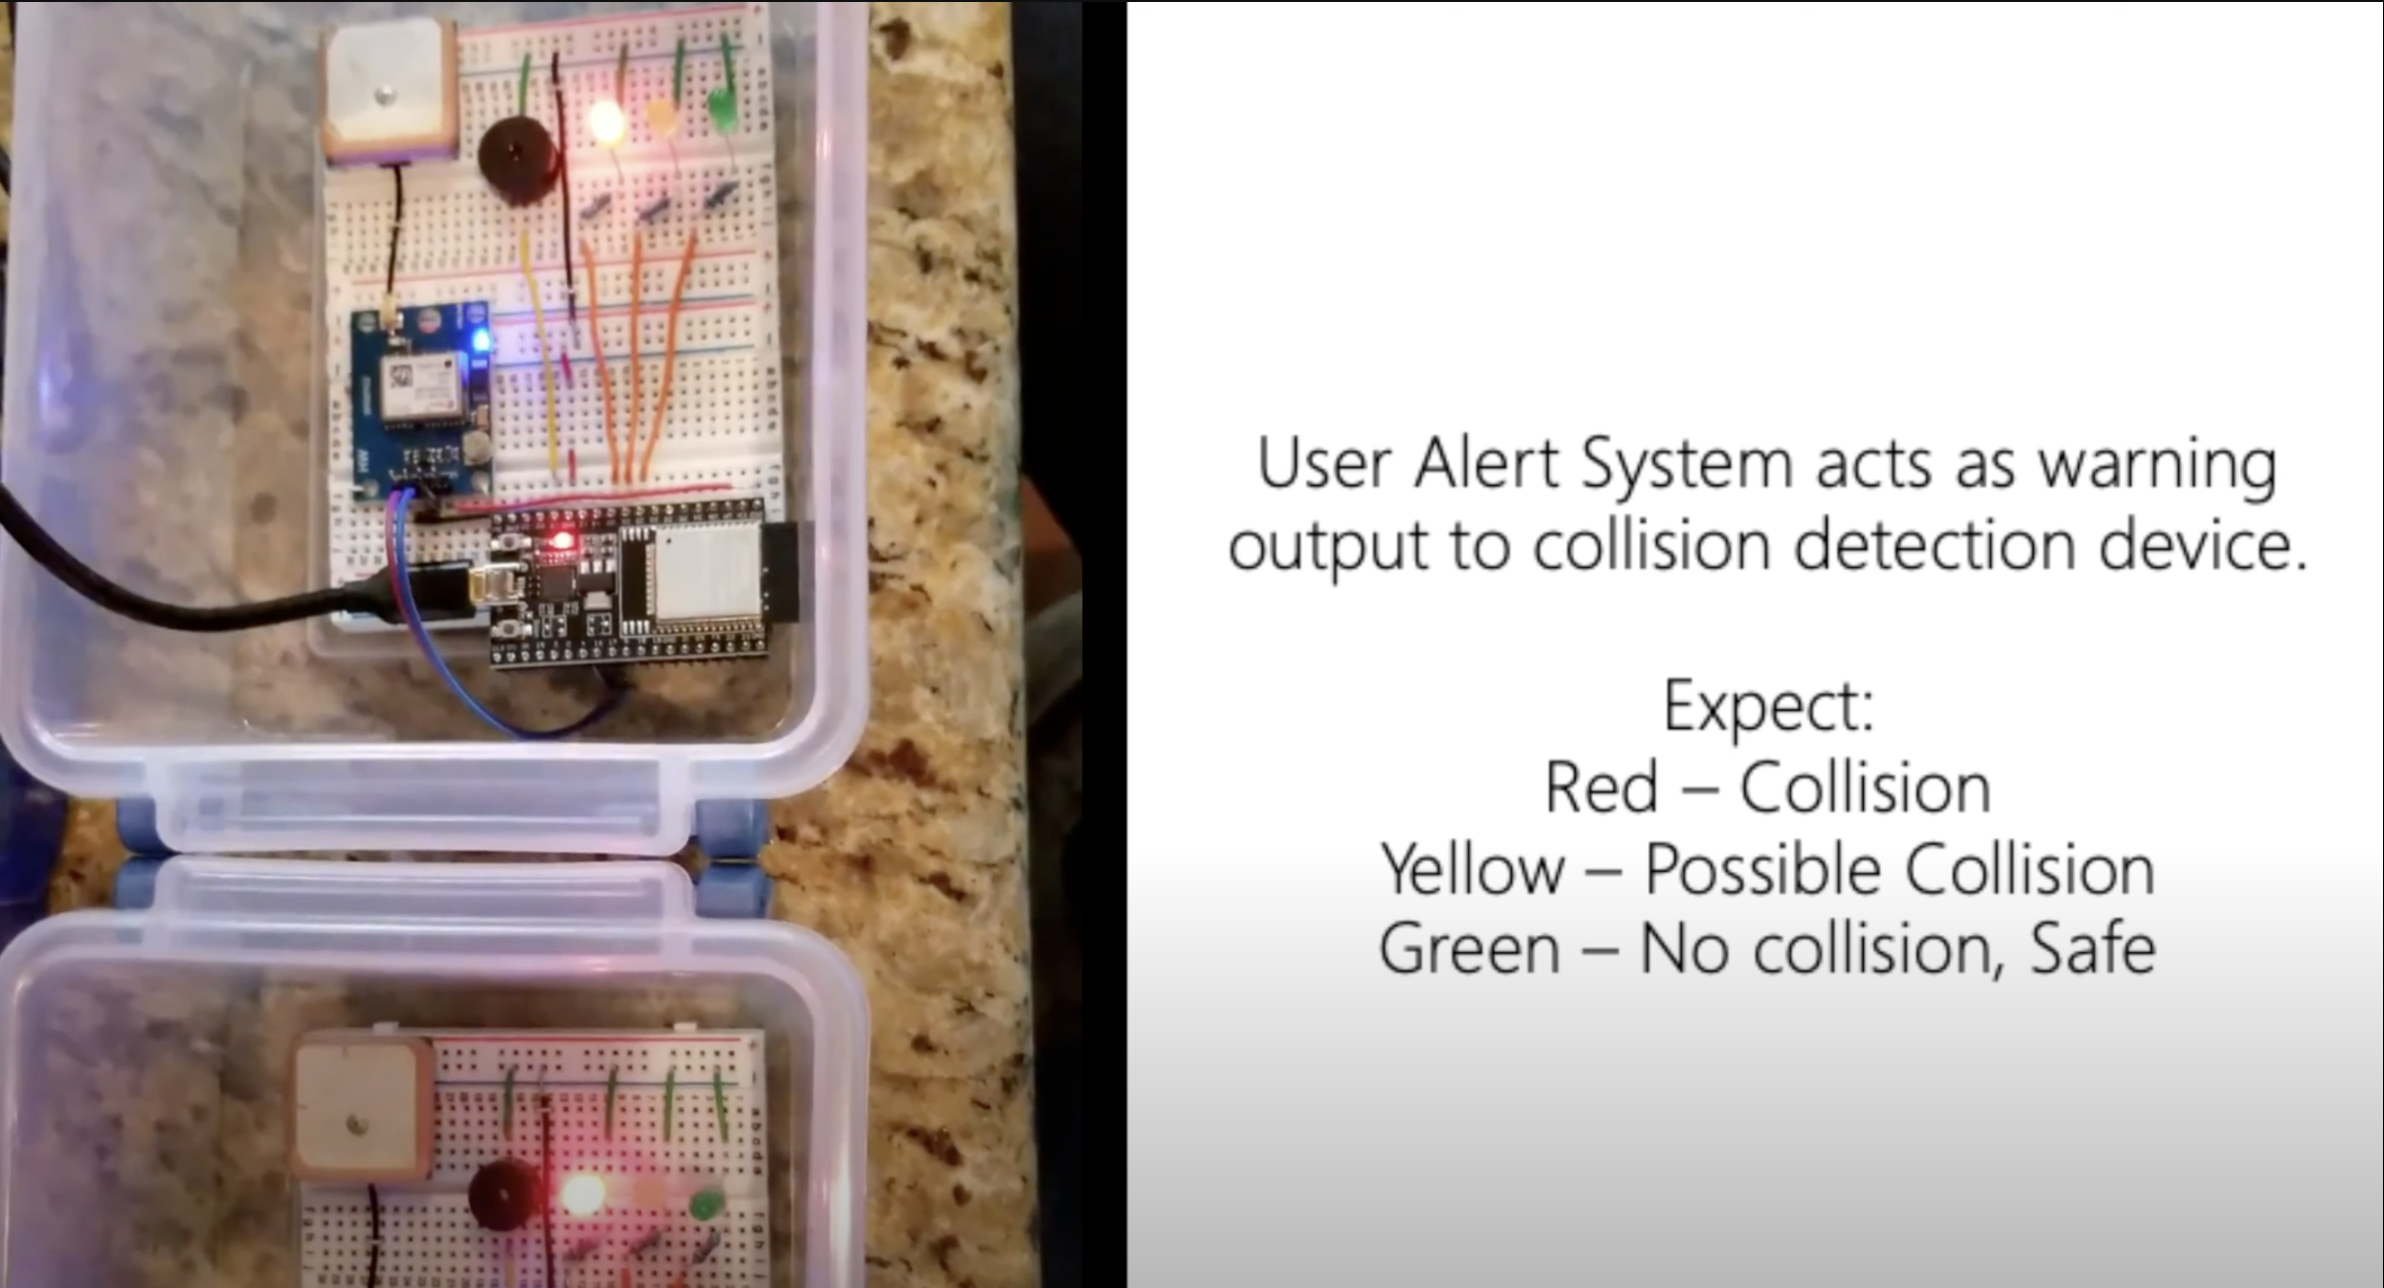 User Alert System acts as warning
output to collision detection device.
Expect:
Red – Collision
Yellow – Possible Collision
Green – No collision, Safe